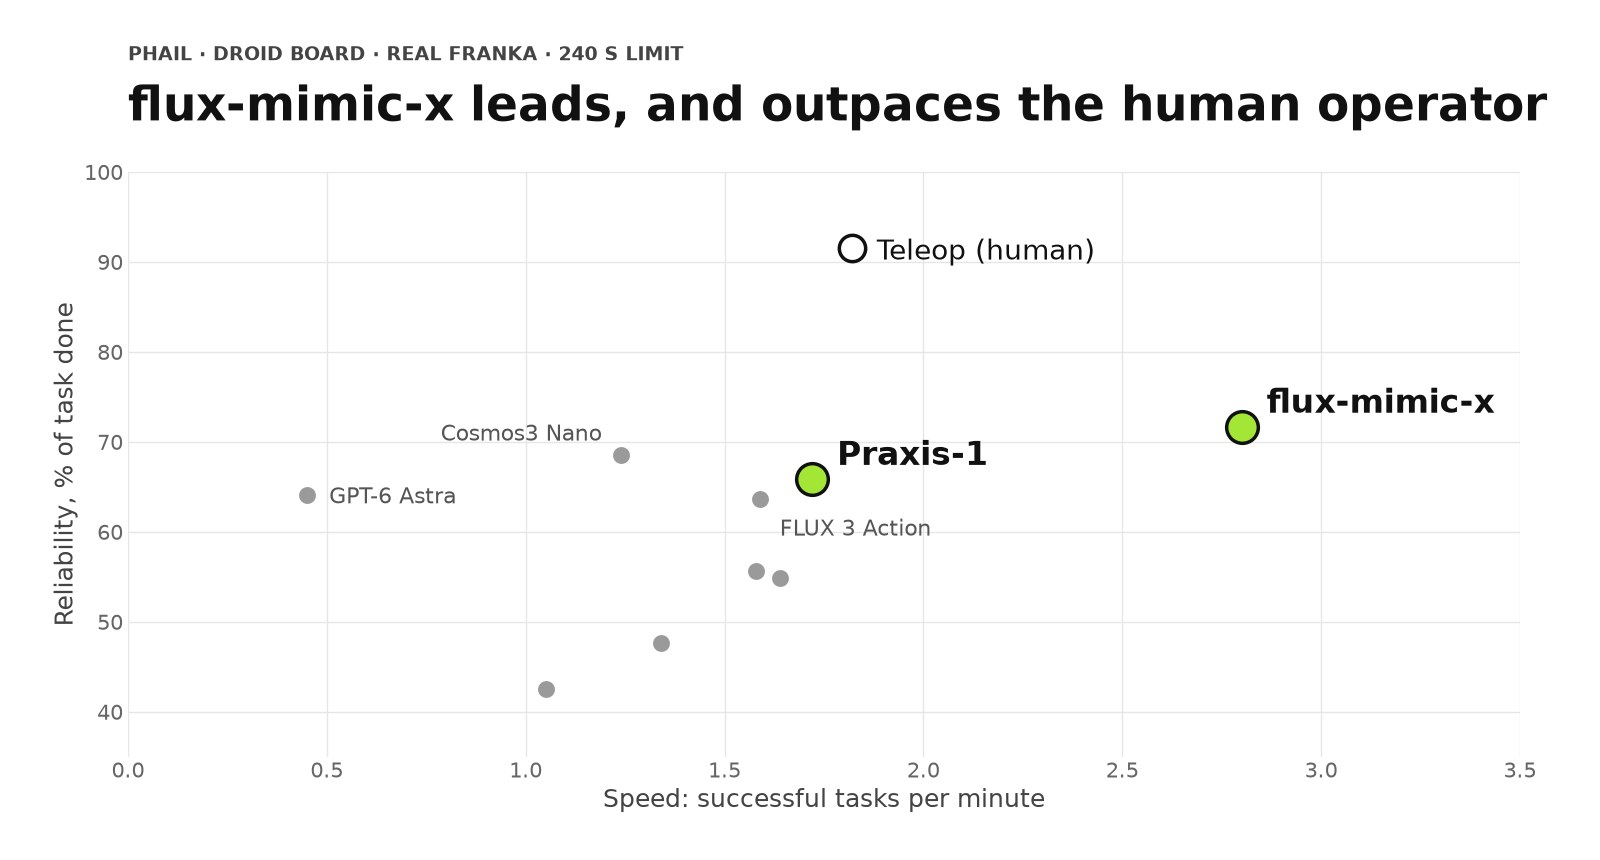 PHAIL · DROID BOARD · REAL FRANKA · 240 S LIMIT
flux-mimic-x leads, and outpaces the human operator
100
90
80
70
60
50
40
Reliability, % of task done
Teleop (human)
flux-mimic-x
Cosmos3 Nano
Praxis-1
GPT-6 Astra
FLUX 3 Action
0.0
0.5
1.0
1.5
2.0
2.5
3.0
3.5
Speed: successful tasks per minute